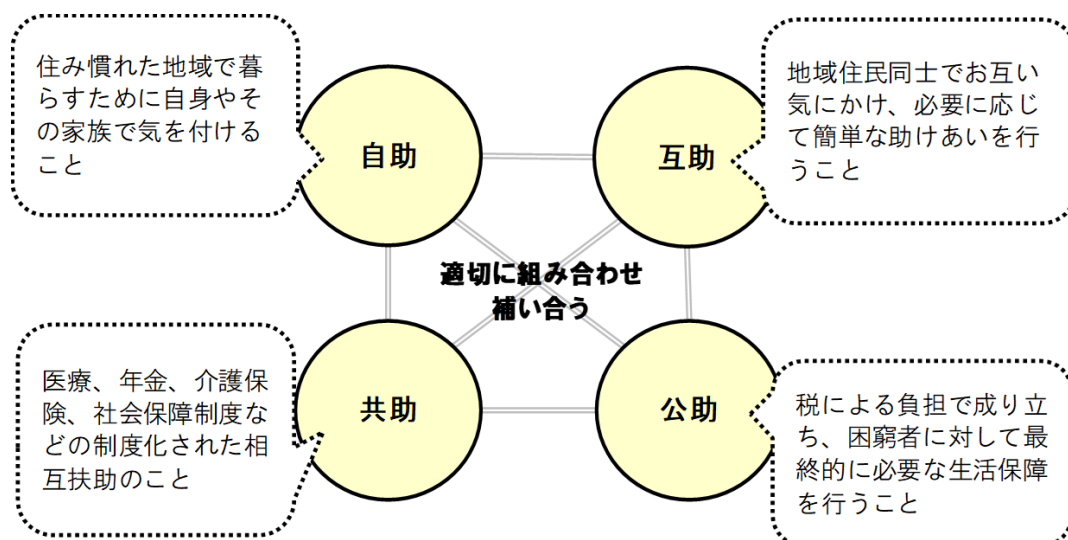 住み慣れた地域で暮
らすために自身やそ
の家族で気を付ける
こと
自助
互助
地域住民同士でお互い
気にかけ、必要に応じ
て簡単な助けあいを行
うこと
適切に組み合わせ
補い合う
医療、年金、介護保
険、社会保障制度な
どの制度化された相
互扶助のこと
共助
公助
税による負担で成り立
ち、困窮者に対して最
終的に必要な生活保障
を行うこと